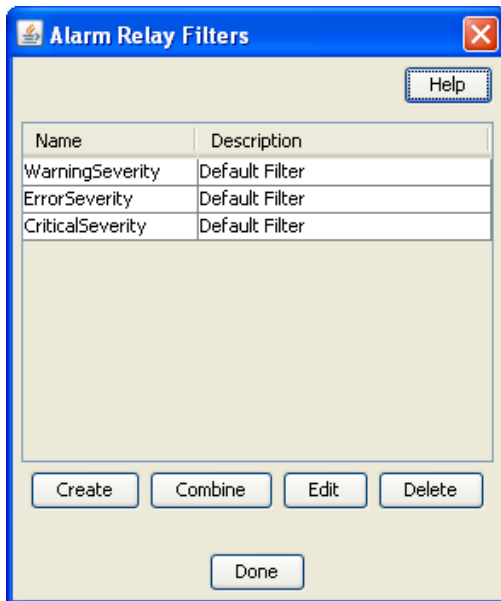 Alarm Relay Filters
Help
Name Description
WarningSeverity Default Filter
ErrorSeverity Default Filter
CriticalSeverity Default Filter
Create Combine Edit Delete
Done